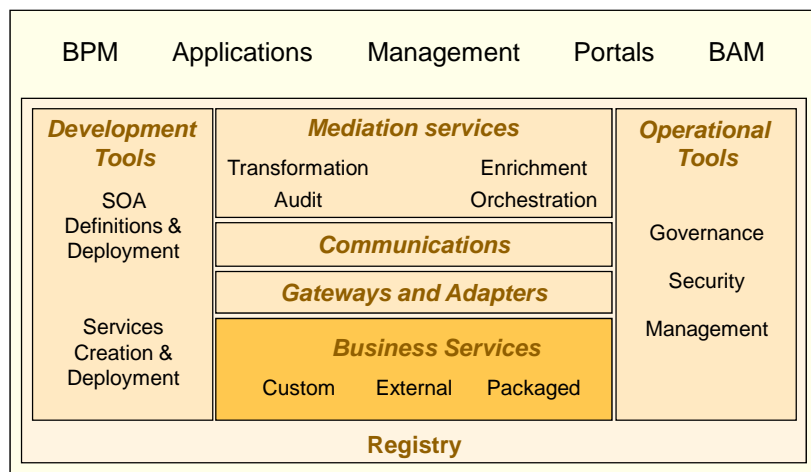 BPM Applications Management Portals BAM
Development
Tools
SOA
Definitions &
Deployment
Services
Creation &
Deployment
Mediation services
Transformation Enrichment
Audit Orchestration
Communications
Gateways and Adapters
Business Services
Custom External Packaged
Operational
Tools
Governance
Security
Management
Registry